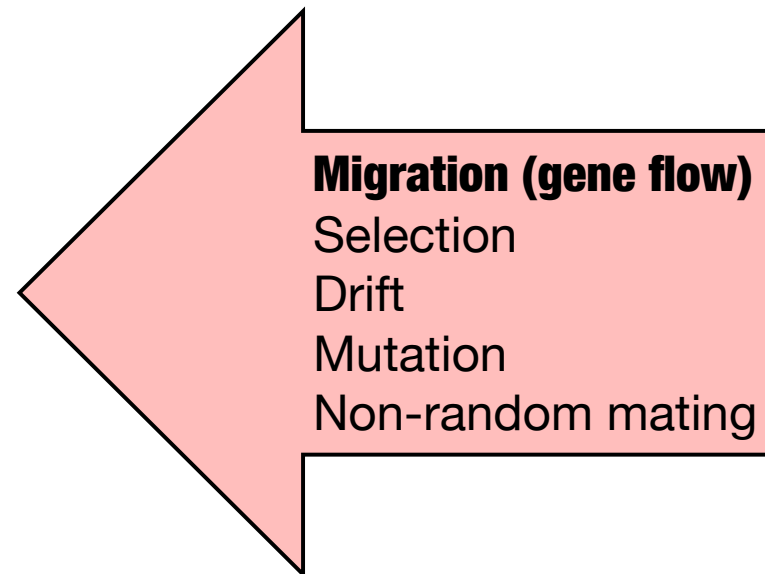 Migration (gene flow)
Selection
Drift
Mutation
Non-random mating